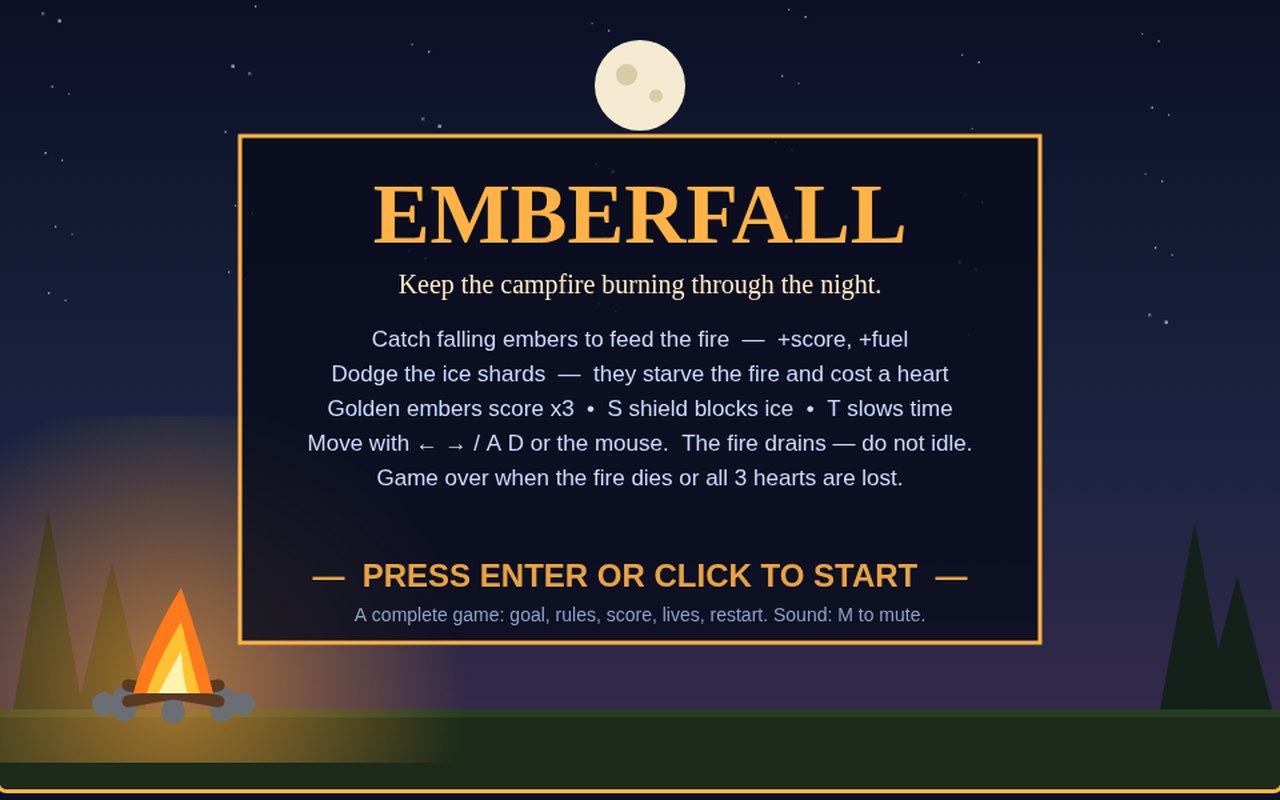 EMBERFALL
Keep the campfire burning through the night.
Catch falling embers to feed the fire — +score, +fuel
Dodge the ice shards — they starve the fire and cost a heart
Golden embers score x3 • S shield blocks ice • T slows time
Move with ← → / A D or the mouse. The fire drains — do not idle.
Game over when the fire dies or all 3 hearts are lost.
— PRESS ENTER OR CLICK TO START —
A complete game: goal, rules, score, lives, restart. Sound: M to mute.